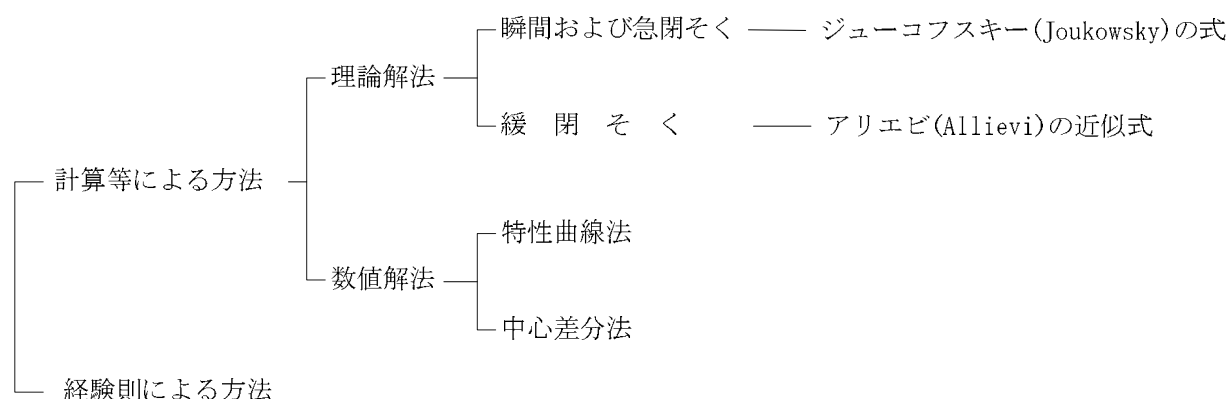 瞬間および急閉そく ジューコフスキー(Joukowsky)の式
理論解法
緩閉そく アリエビ(Allievi)の近似式
計算等による方法
特性曲線法
数値解法
中心差分法
経験則による方法